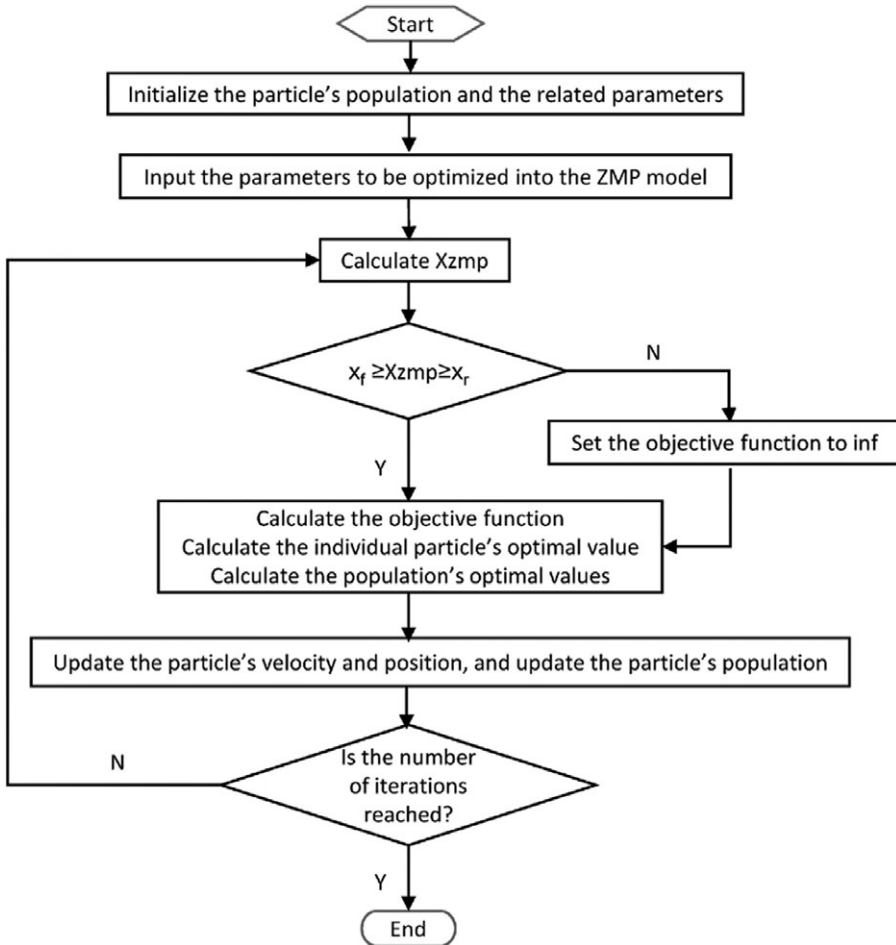 Start
Initialize the particle's population and the related parameters
Input the parameters to be optimized into the ZMP model
Calculate Xzmp
x_f ≥Xzmp≥x_r
N
Set the objective function to inf
Y
Calculate the objective function
Calculate the individual particle's optimal value
Calculate the population's optimal values
Update the particle's velocity and position, and update the particle's population
N
Is the number
of iterations
reached?
Y
End